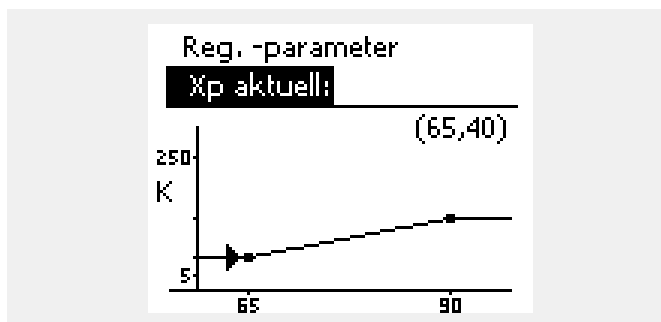 Reg. -parameter
Xp aktuell:
(65,40)
250
K
5
65 90